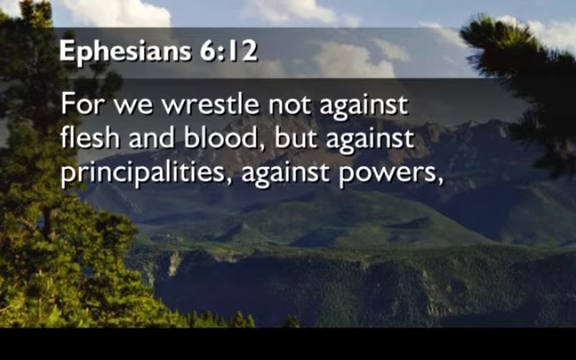 Ephesians 6:12
For we wrestle not against
flesh and blood, but against
principalities, against powers,